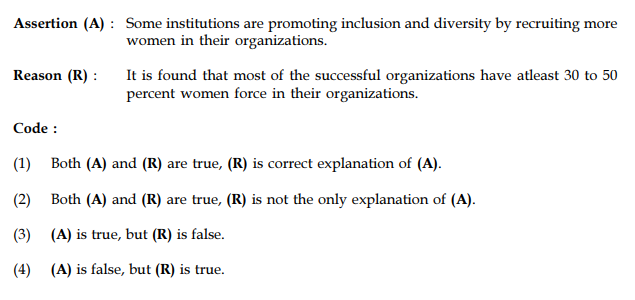 Assertion (A) : Some institutions are promoting inclusion and diversity by recruiting more
women in their organizations.
Reason (R) : It is found that most of the successful organizations have atleast 30 to 50
percent women force in their organizations.
Code :
(1) Both (A) and (R) are true, (R) is correct explanation of (A).
(2) Both (A) and (R) are true, (R) is not the only explanation of (A).
(3) (A) is true, but (R) is false.
(4) (A) is false, but (R) is true.